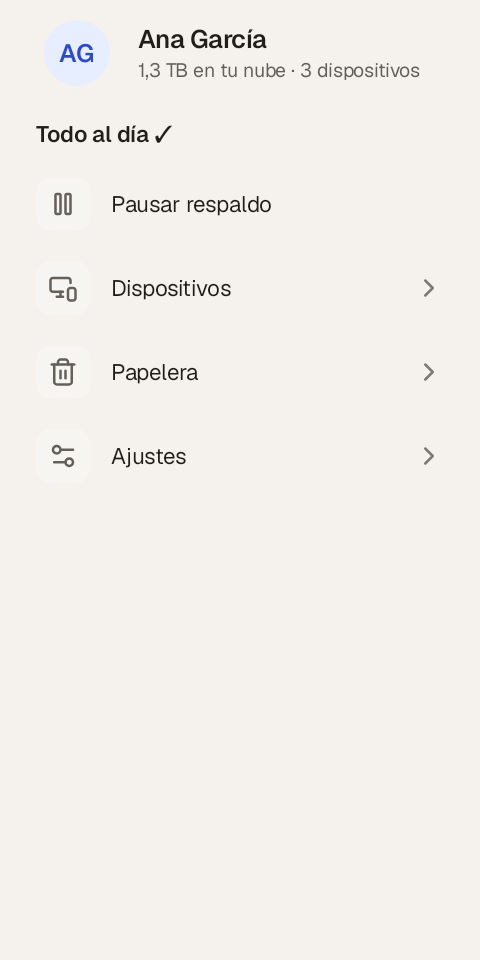 AG
Ana García
1,3 TB en tu nube · 3 dispositivos
Todo al día ✓
Pausar respaldo
Dispositivos
Papelera
Ajustes